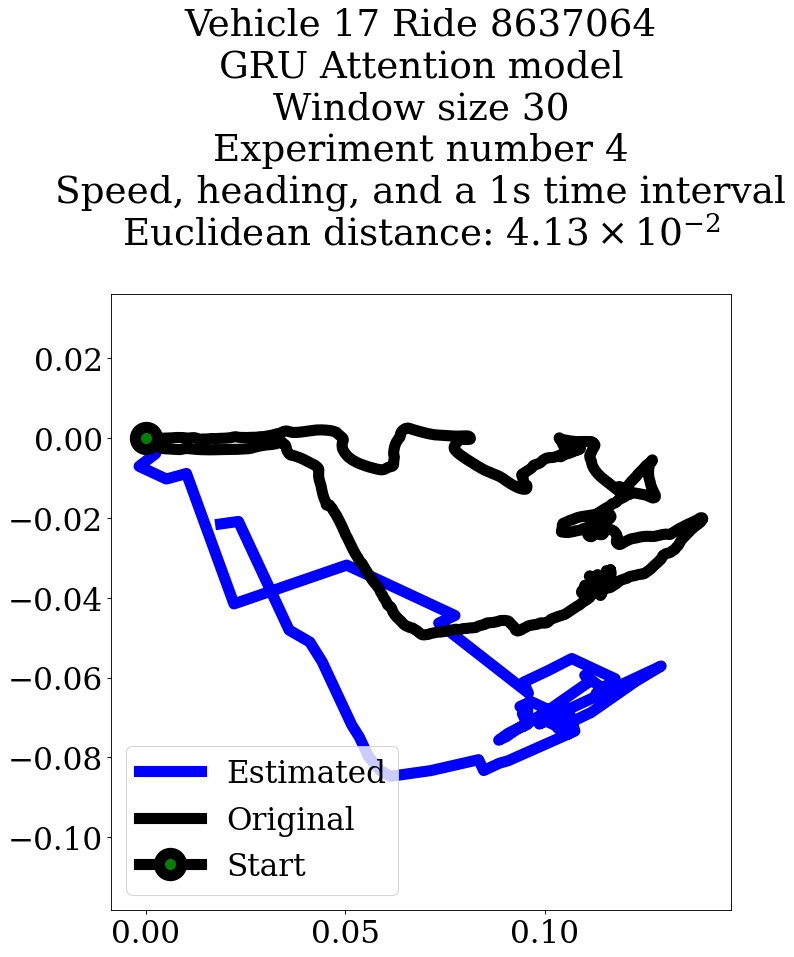 Vehicle 17 Ride 8637064
GRU Attention model
Window size 30
Experiment number 4
Speed, heading, and a 1s time interval
Euclidean distance: 4.13 × 10⁻²
0.02
0.00
−0.02
−0.04
−0.06
−0.08
−0.10
Estimated
Original
Start
0.00 0.05 0.10